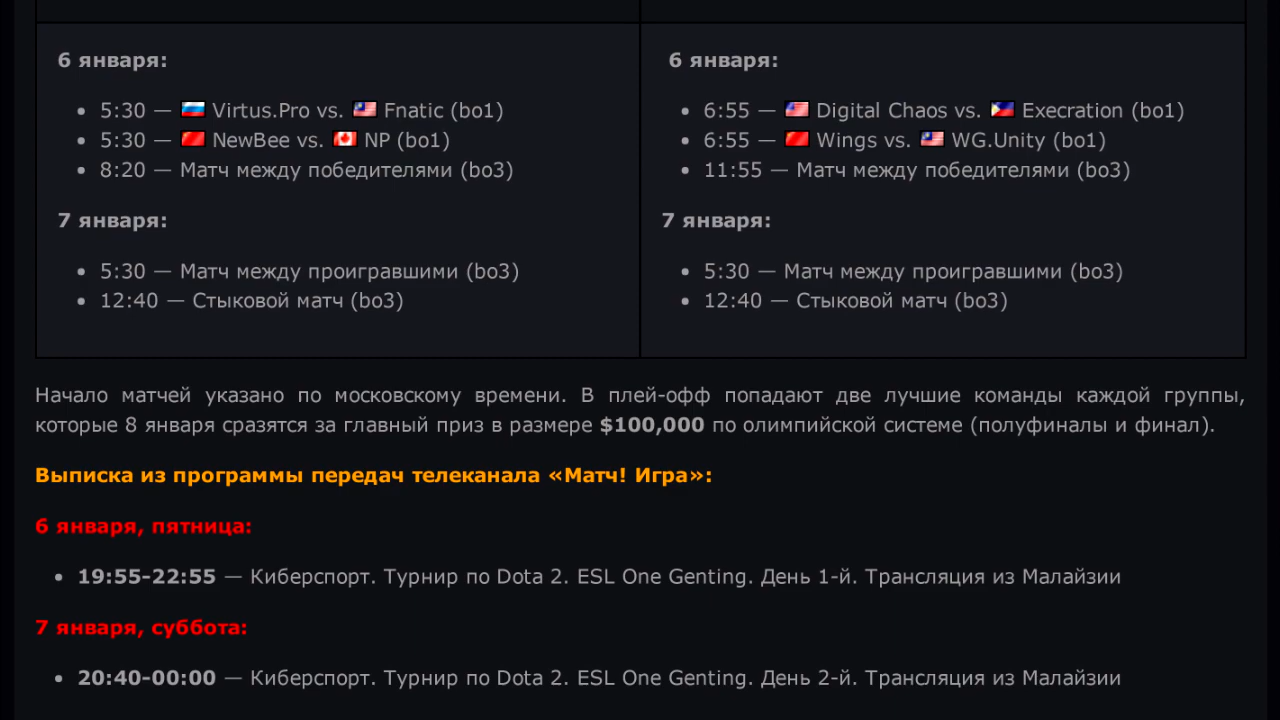 6 января:
5:30 — Virtus.Pro vs. Fnatic (bo1)
5:30 — NewBee vs. NP (bo1)
8:20 — Матч между победителями (bo3)
7 января:
5:30 — Матч между проигравшими (bo3)
12:40 — Стыковой матч (bo3)
6 января:
6:55 — Digital Chaos vs. Execration (bo1)
6:55 — Wings vs. WG.Unity (bo1)
11:55 — Матч между победителями (bo3)
7 января:
5:30 — Матч между проигравшими (bo3)
12:40 — Стыковой матч (bo3)
Начало матчей указано по московскому времени. В плей-офф попадают две лучшие команды каждой группы,
которые 8 января сразятся за главный приз в размере $100,000 по олимпийской системе (полуфиналы и финал).
Выписка из программы передач телеканала «Матч! Игра»:
6 января, пятница:
19:55-22:55 — Киберспорт. Турнир по Dota 2. ESL One Genting. День 1-й. Трансляция из Малайзии
7 января, суббота:
20:40-00:00 — Киберспорт. Турнир по Dota 2. ESL One Genting. День 2-й. Трансляция из Малайзии